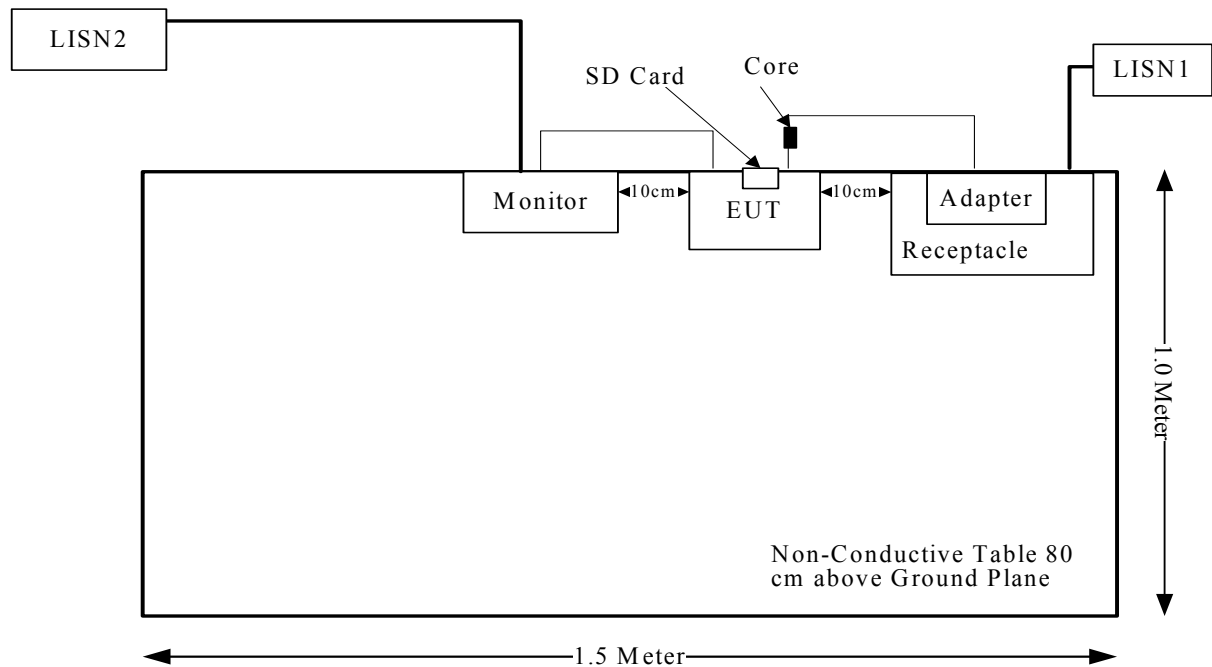 LISN2
LISN1
Core
SD Card
Monitor
10cm
EUT
10cm
Adapter
Receptacle
1.0 Meter
Non-Conductive Table 80
cm above Ground Plane
1.5 Meter